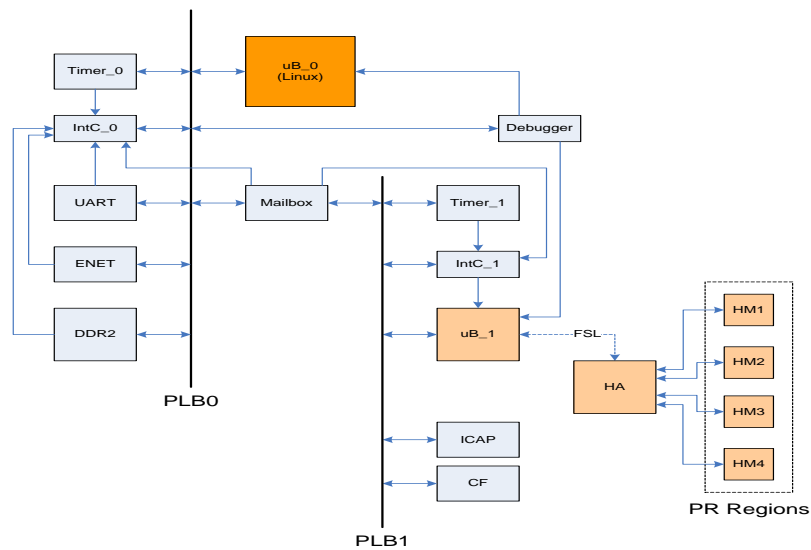 Timer_0
uB_0
(Linux)
IntC_0
Debugger
UART
Mailbox
Timer_1
ENET
IntC_1
DDR2
uB_1
FSL
HA
HM1
HM2
HM3
HM4
PLB0
ICAP
CF
PR Regions
PLB1